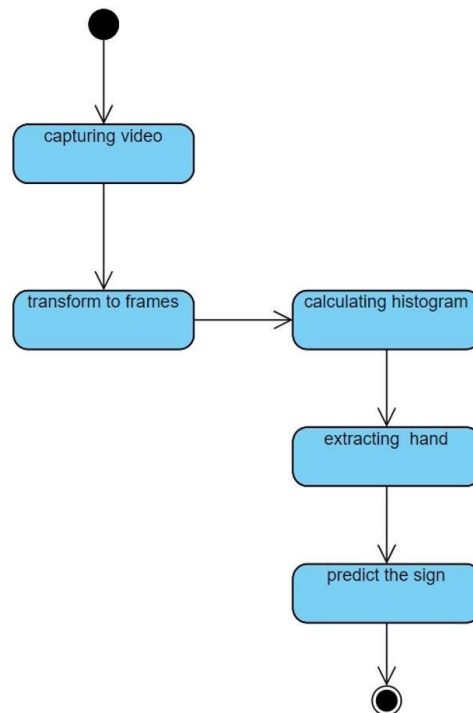 capturing video
transform to frames
calculating histogram
extracting hand
predict the sign